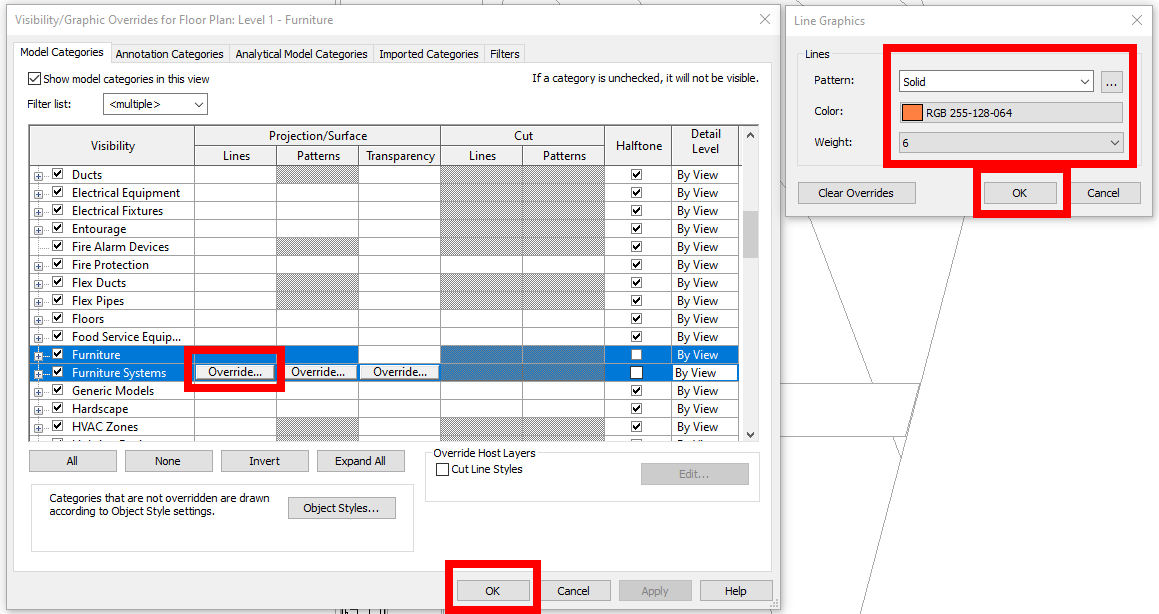 Visibility/Graphic Overrides for Floor Plan: Level 1 - Furniture
Model Categories Annotation Categories Analytical Model Categories Imported Categories Filters
Show model categories in this view If a category is unchecked, it will not be visible.
Filter list: <multiple>
Visibility Projection/Surface Cut Halftone Detail Level
Lines Patterns Transparency Lines Patterns
Ducts By View
Electrical Equipment By View
Electrical Fixtures By View
Entourage By View
Fire Alarm Devices By View
Fire Protection By View
Flex Ducts By View
Flex Pipes By View
Floors By View
Food Service Equip... By View
Furniture By View
Furniture Systems Override... Override... Override... By View
Generic Models By View
Hardscape By View
HVAC Zones By View
All None Invert Expand All
Override Host Layers
Cut Line Styles Edit...
Categories that are not overridden are drawn
according to Object Style settings.
Object Styles...
OK Cancel Apply Help
Line Graphics
Lines
Pattern: Solid ...
Color: RGB 255-128-064
Weight: 6
Clear Overrides OK Cancel